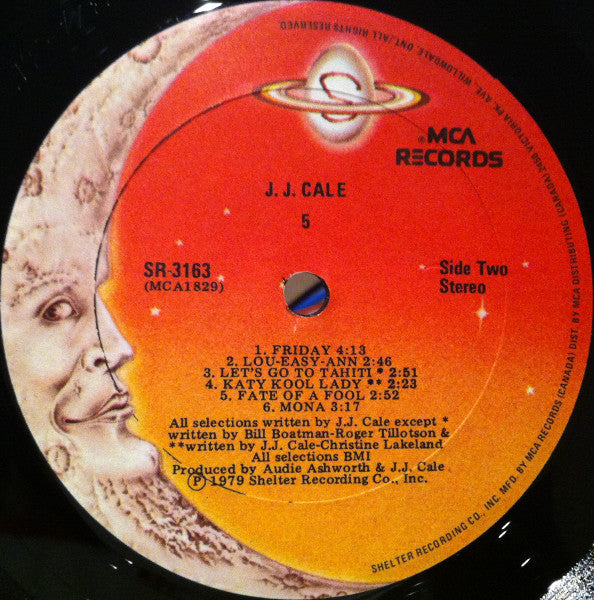 S
®MCA
RECORDS
J. J. CALE
5
SR-3163
(MCA1829)
Side Two
Stereo
1. FRIDAY 4:13
2. LOU-EASY-ANN 2:46
3. LET'S GO TO TAHITI * 2:51
4. KATY KOOL LADY ** 2:23
5. FATE OF A FOOL 2:52
6. MONA 3:17
All selections written by J.J. Cale except *
written by Bill Boatman-Roger Tillotson &
**written by J.J. Cale-Christine Lakeland
All selections BMI
Produced by Audie Ashworth & J.J. Cale
Ⓟ 1979 Shelter Recording Co., Inc.
SHELTER RECORDING CO., INC. MFD. BY MCA RECORDS (CANADA) DIST. BY MCA DISTRIBUTING (CANADA) 2450 VICTORIA PK. AVE., WILLOWDALE, ONT./ALL RIGHTS RESERVED